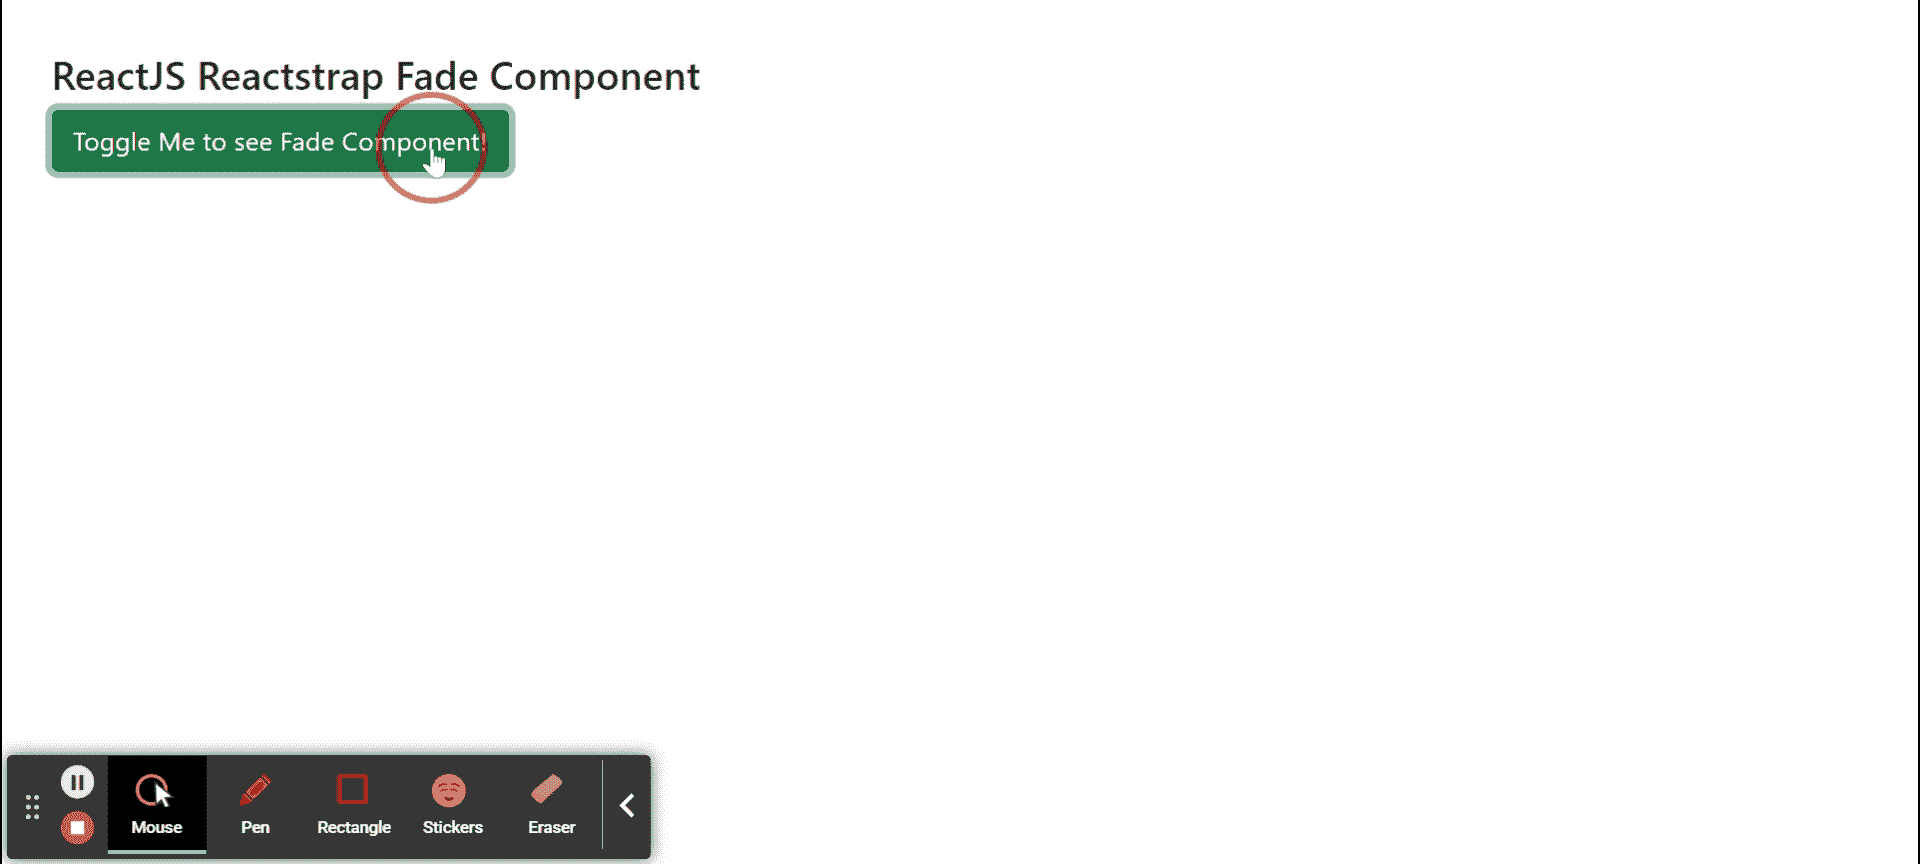 ReactJS Reactstrap Fade Component
Toggle Me to see Fade Component!
Mouse
Pen
Rectangle
Stickers
Eraser